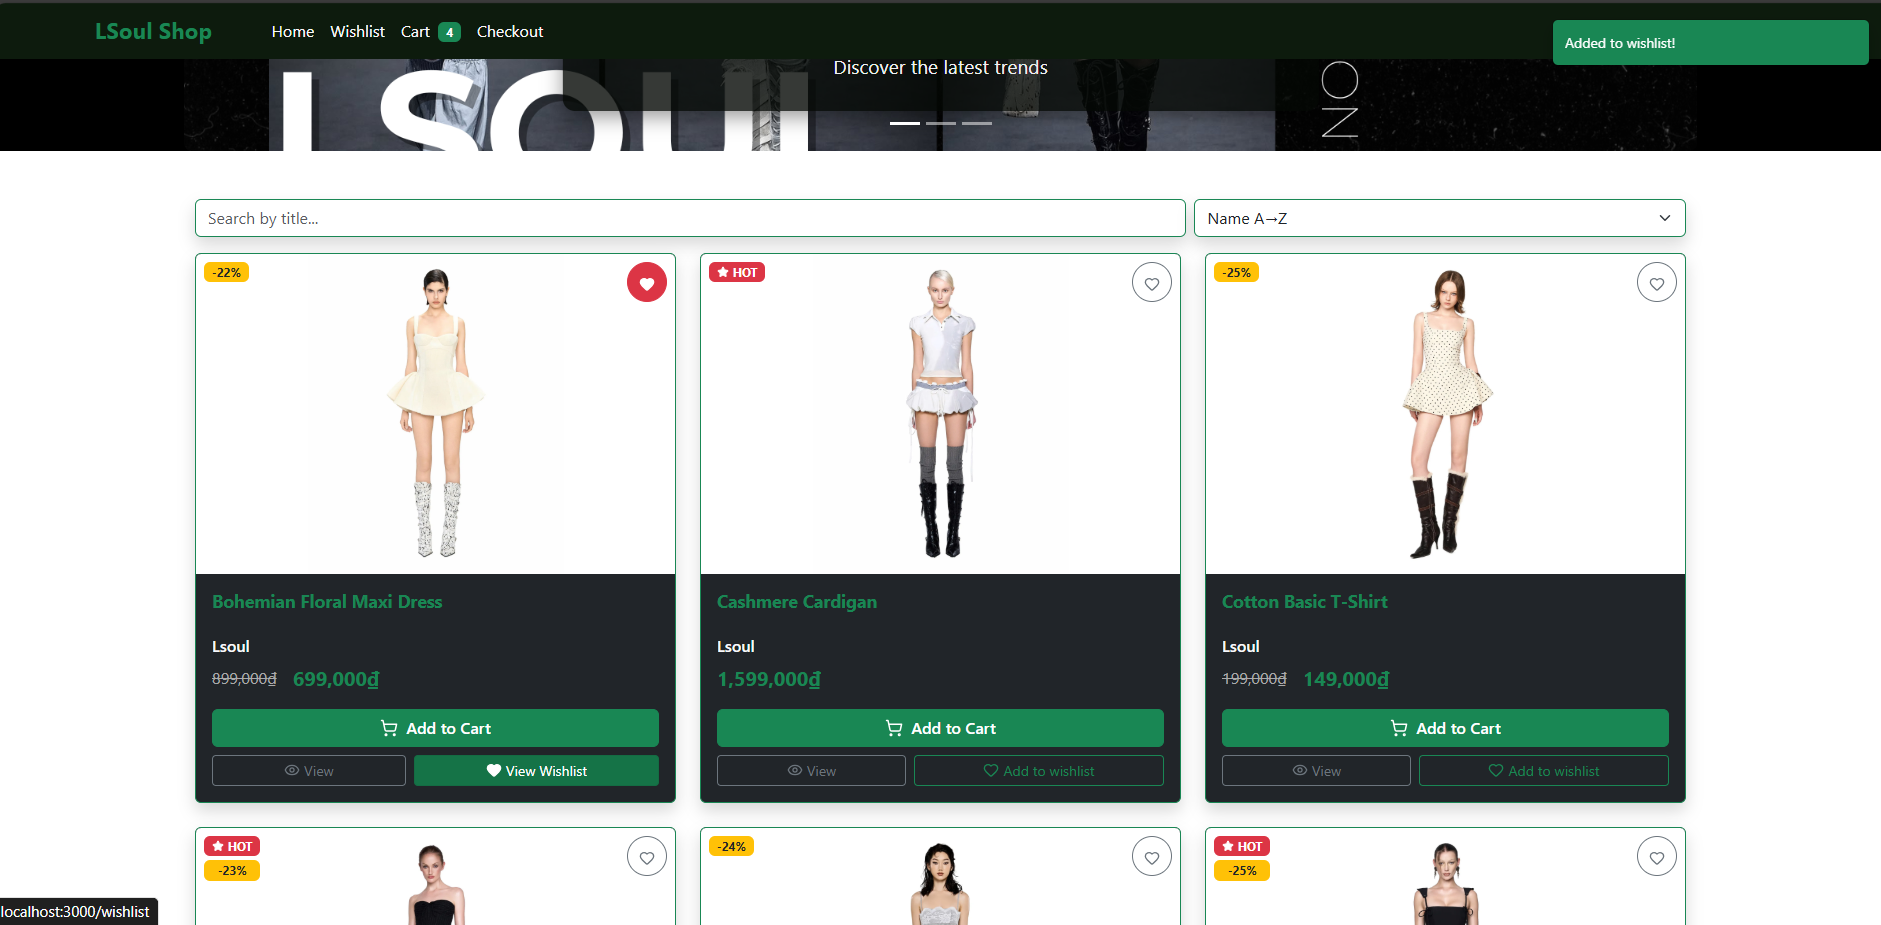 LSoul Shop
Home Wishlist Cart 4 Checkout
Added to wishlist!
Discover the latest trends
LSOUL
NO
Search by title...
Name A→Z
-22%
HOT
-25%
Bohemian Floral Maxi Dress
Lsoul
899,000₫ 699,000₫
Add to Cart
View
View Wishlist
Cashmere Cardigan
Lsoul
1,599,000₫
Add to Cart
View
Add to wishlist
Cotton Basic T-Shirt
Lsoul
199,000₫ 149,000₫
Add to Cart
View
Add to wishlist
HOT
-23%
-24%
HOT
-25%
localhost:3000/wishlist